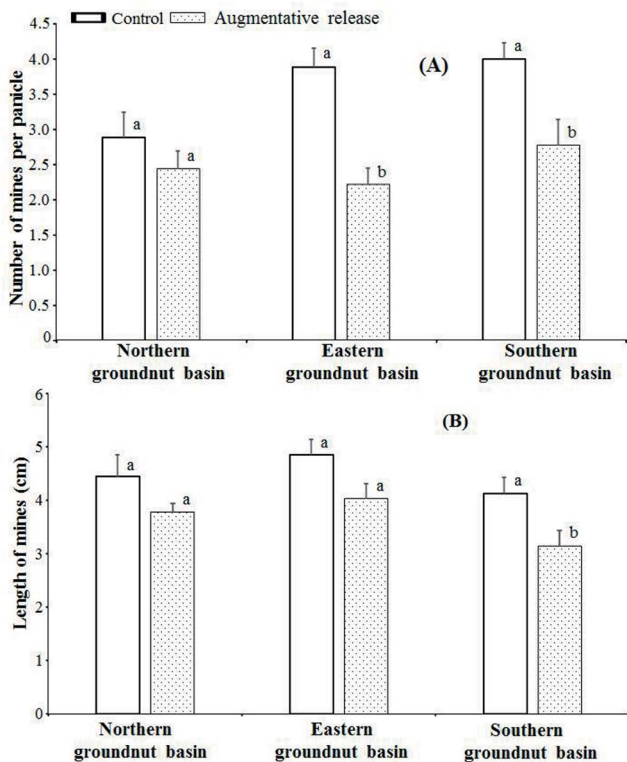 Control Augmentative release
(A)
Number of mines per panicle
4.5
4.0
3.5
3.0
2.5
2.0
1.5
1.0
0.5
0
a
a
a
b
a
b
Northern groundnut basin
Eastern groundnut basin
Southern groundnut basin
(B)
Length of mines (cm)
6
5
4
3
2
1
0
a
a
a
a
a
b
Northern groundnut basin
Eastern groundnut basin
Southern groundnut basin